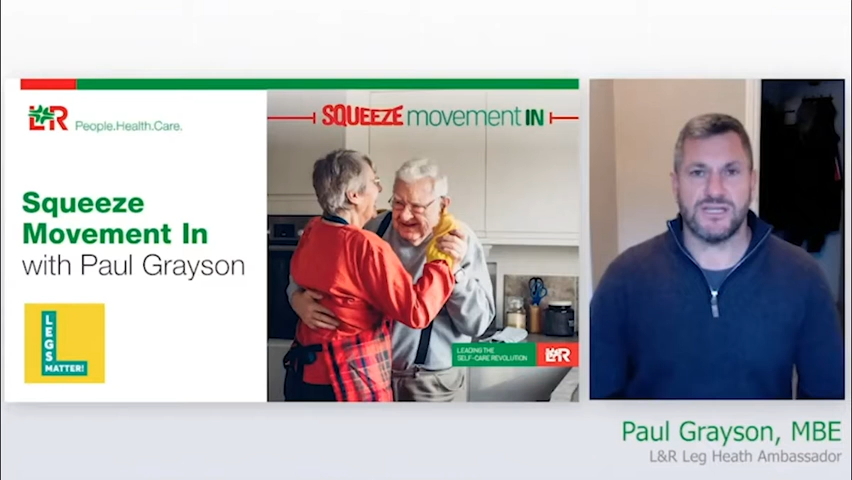 L&R
People.Health.Care.
SQUEEZE movement IN
Squeeze
Movement In
with Paul Grayson
LEGS
MATTER!
LEADING THE
SELF-CARE REVOLUTION
L&R
Paul Grayson, MBE
L&R Leg Heath Ambassador